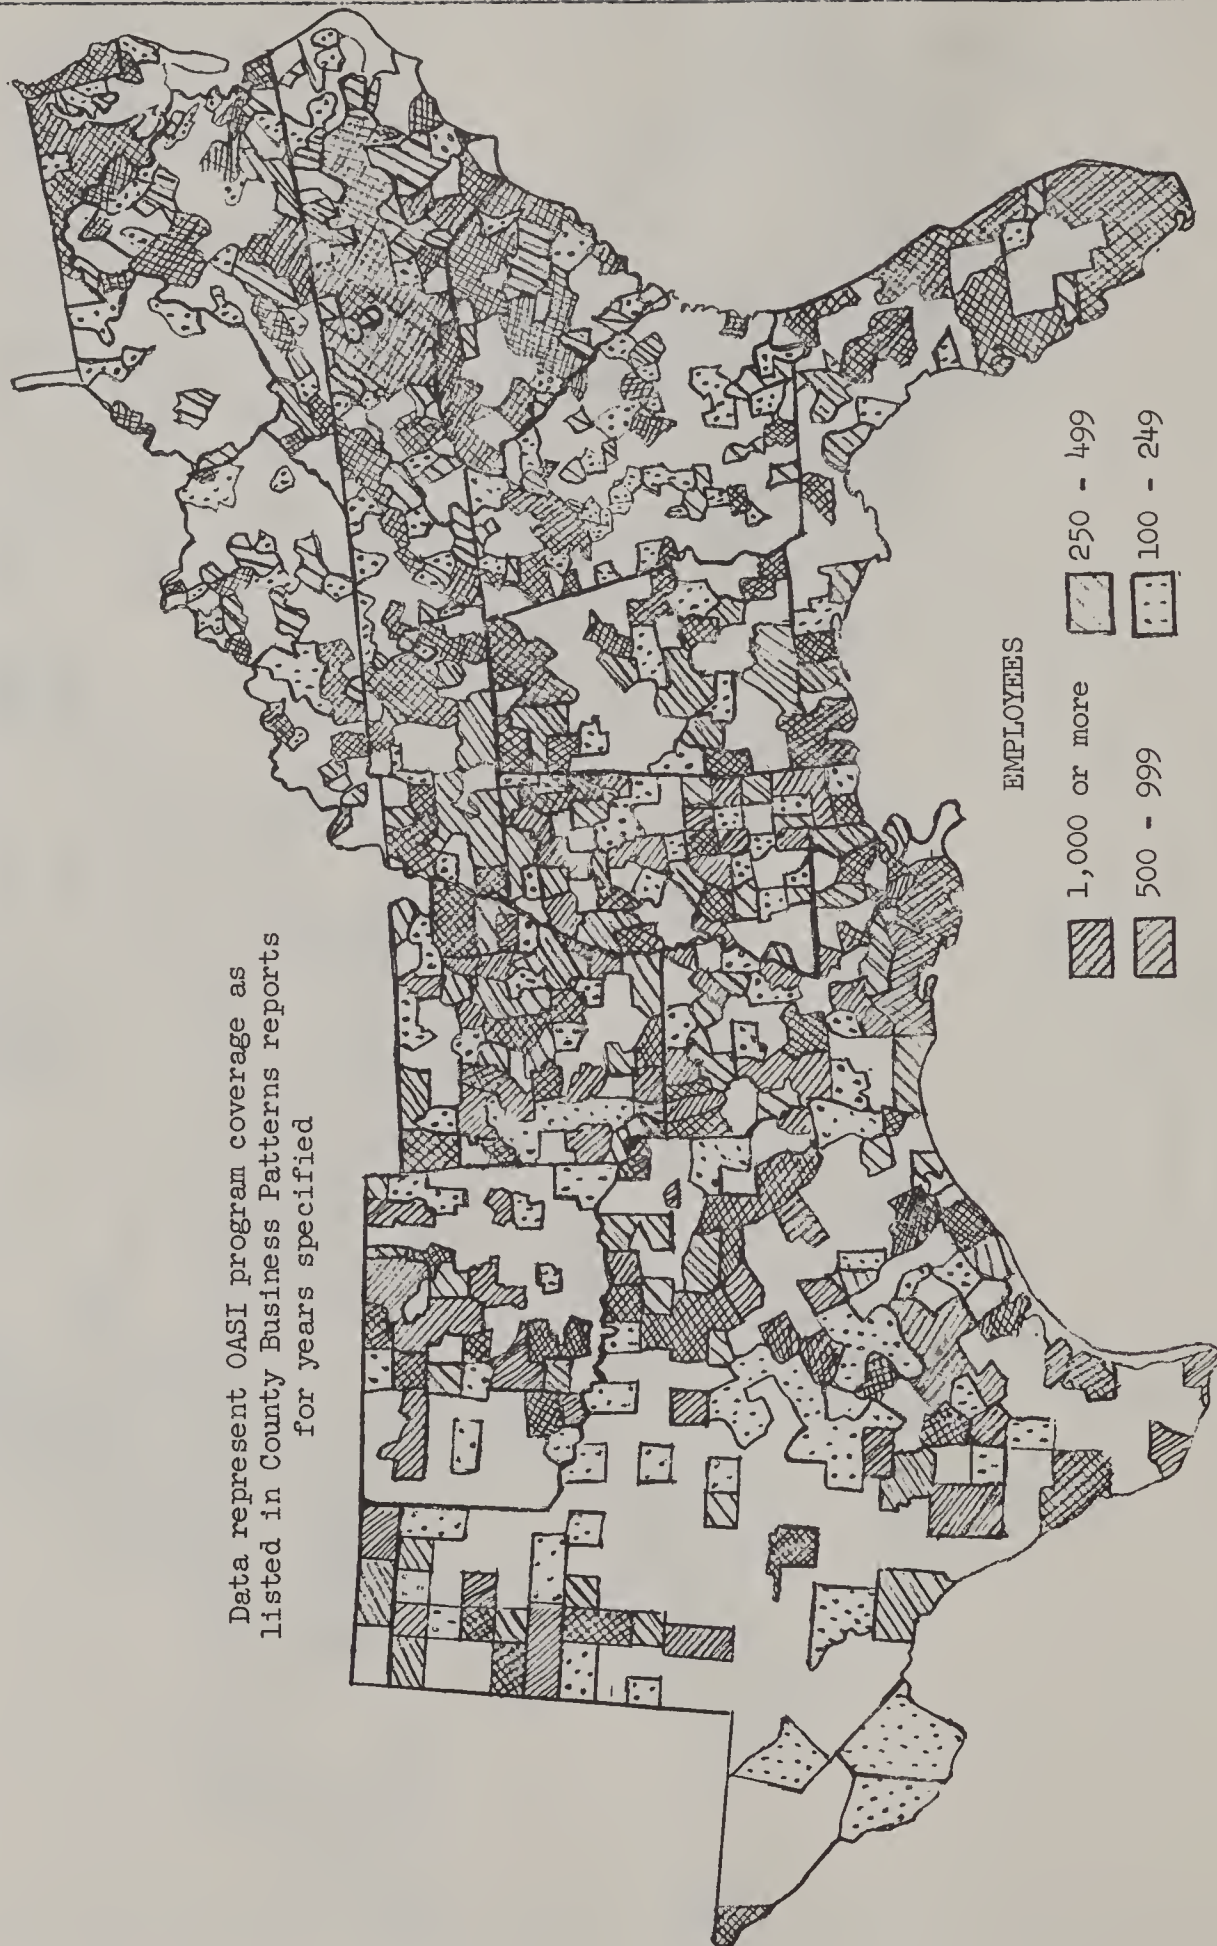 Data represent OASI program coverage as
listed in County Business Patterns reports
for years specified
EMPLOYEES
1,000 or more
250 - 499
500 - 999
100 - 249